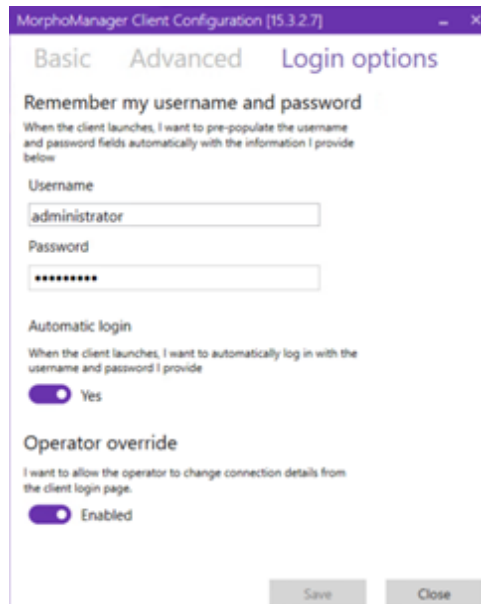 MorphoManager Client Configuration [15.3.2.7]
Basic Advanced Login options
Remember my username and password
When the client launches, I want to pre-populate the username
and password fields automatically with the information I provide
below
Username
administrator
Password
•••••••••
Automatic login
When the client launches, I want to automatically log in with the
username and password I provide
Yes
Operator override
I want to allow the operator to change connection details from
the client login page.
Enabled
Save Close